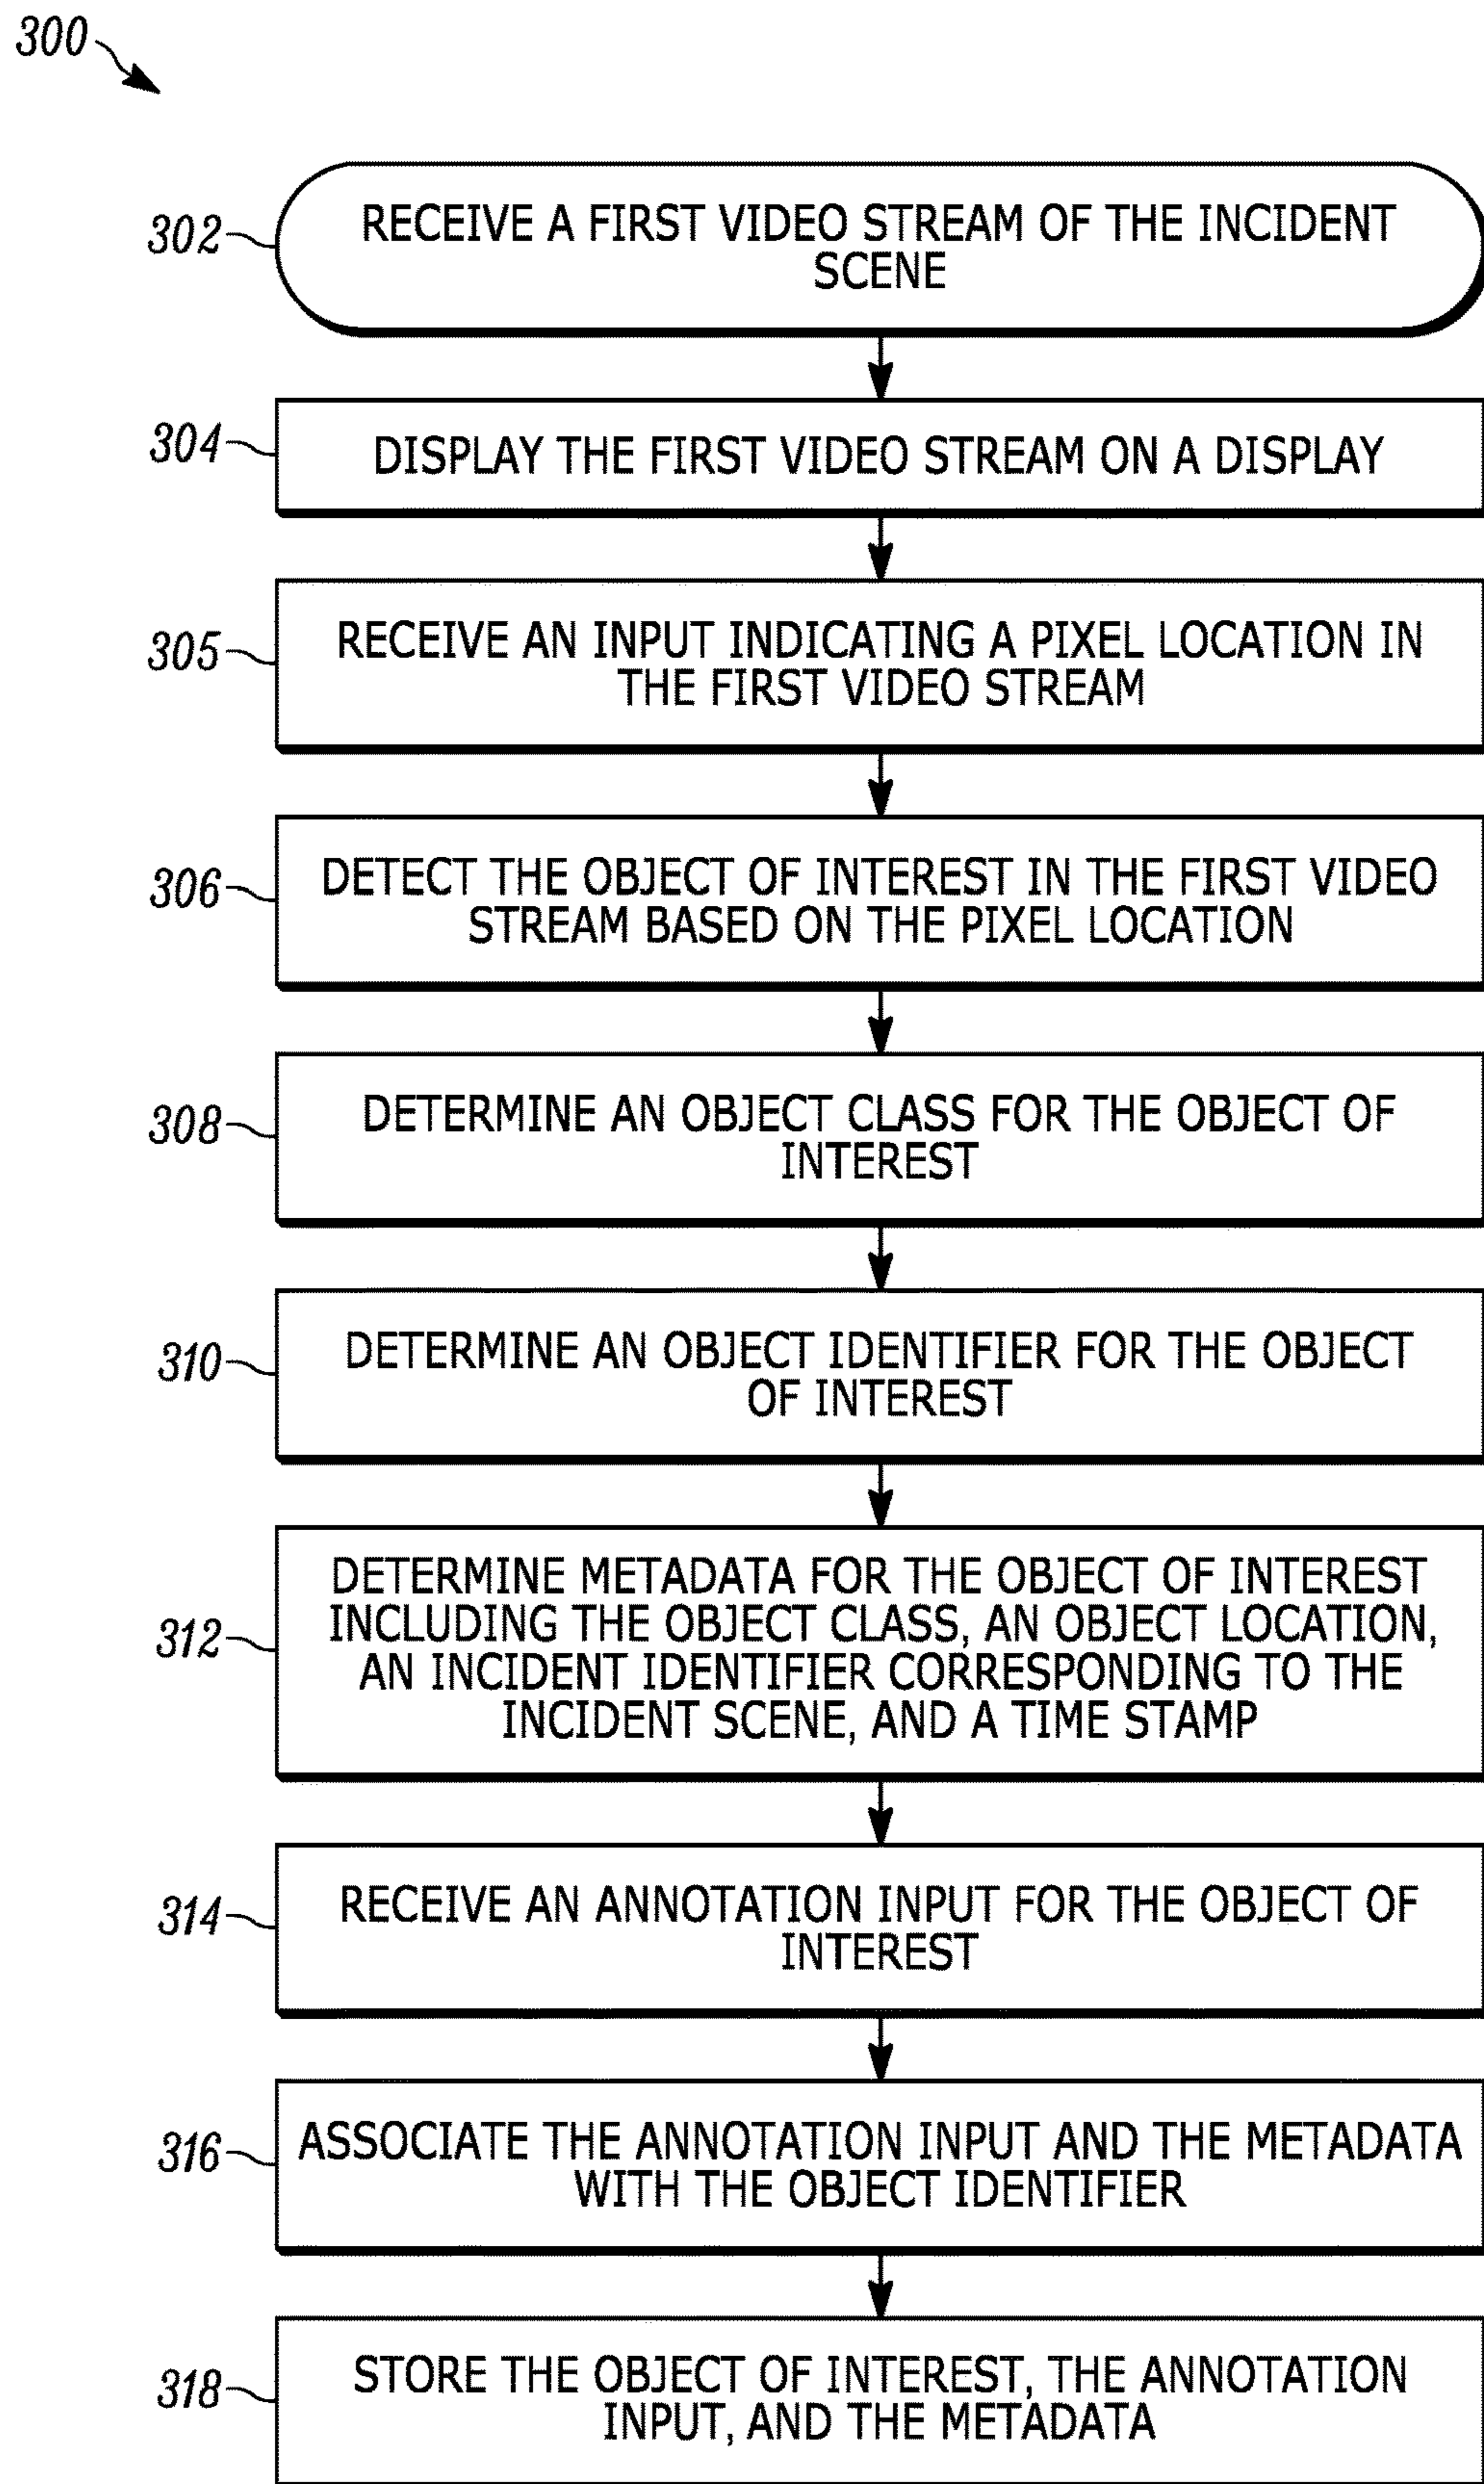 300
302
RECEIVE A FIRST VIDEO STREAM OF THE INCIDENT
SCENE
304
DISPLAY THE FIRST VIDEO STREAM ON A DISPLAY
305
RECEIVE AN INPUT INDICATING A PIXEL LOCATION IN
THE FIRST VIDEO STREAM
306
DETECT THE OBJECT OF INTEREST IN THE FIRST VIDEO
STREAM BASED ON THE PIXEL LOCATION
308
DETERMINE AN OBJECT CLASS FOR THE OBJECT OF
INTEREST
310
DETERMINE AN OBJECT IDENTIFIER FOR THE OBJECT
OF INTEREST
312
DETERMINE METADATA FOR THE OBJECT OF INTEREST
INCLUDING THE OBJECT CLASS, AN OBJECT LOCATION,
AN INCIDENT IDENTIFIER CORRESPONDING TO THE
INCIDENT SCENE, AND A TIME STAMP
314
RECEIVE AN ANNOTATION INPUT FOR THE OBJECT OF
INTEREST
316
ASSOCIATE THE ANNOTATION INPUT AND THE METADATA
WITH THE OBJECT IDENTIFIER
318
STORE THE OBJECT OF INTEREST, THE ANNOTATION
INPUT, AND THE METADATA